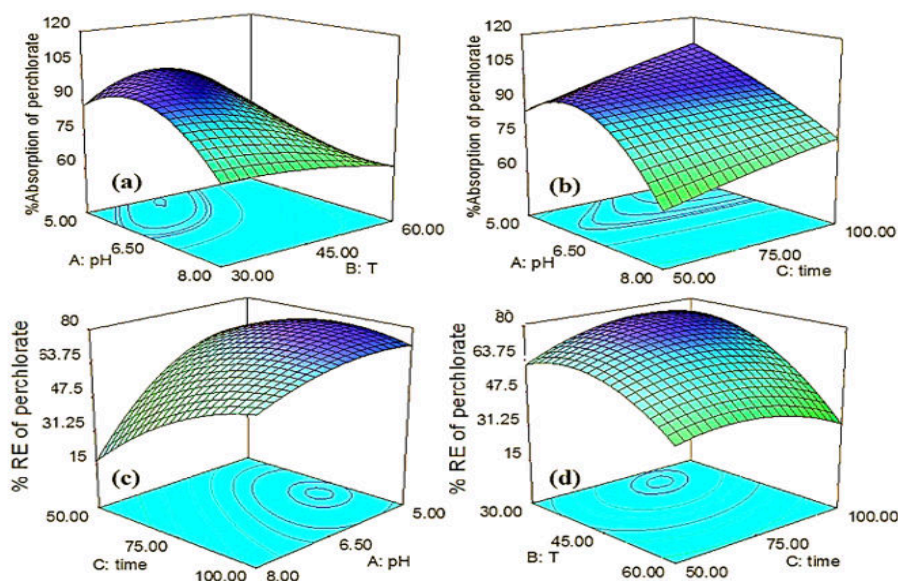 120
105
90
75
60
%Absorption of perchlorate
(a)
5.00
6.50
8.00
A: pH
30.00
45.00
60.00
B: T
120
105
90
75
60
%Absorption of perchlorate
(b)
5.00
6.50
8.00
A: pH
50.00
75.00
100.00
C: time
80
63.75
47.5
31.25
15
% RE of perchlorate
(c)
50.00
75.00
100.00
C: time
8.00
6.50
5.00
A: pH
80
63.75
47.5
31.25
15
% RE of perchlorate
(d)
30.00
45.00
60.00
B: T
50.00
75.00
100.00
C: time